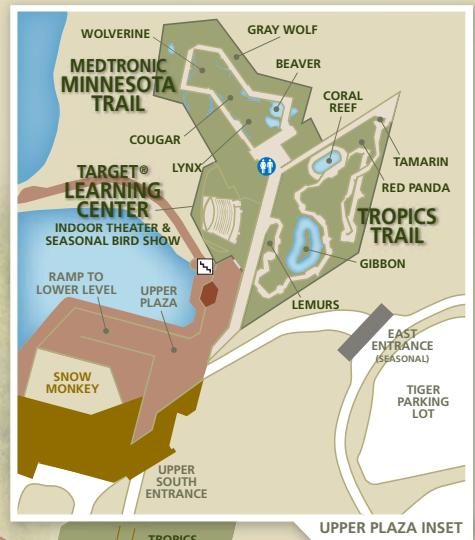 WOLVERINE
GRAY WOLF
MEDTRONIC
MINNESOTA
TRAIL
BEAVER
CORAL
REEF
COUGAR
LYNX
TAMARIN
RED PANDA
TARGET®
LEARNING
CENTER
INDOOR THEATER &
SEASONAL BIRD SHOW
TROPICS
TRAIL
GIBBON
RAMP TO
LOWER LEVEL
UPPER
PLAZA
LEMURS
EAST
ENTRANCE
(SEASONAL)
SNOW
MONKEY
TIGER
PARKING
LOT
UPPER
SOUTH
ENTRANCE
UPPER PLAZA INSET
TROPICS